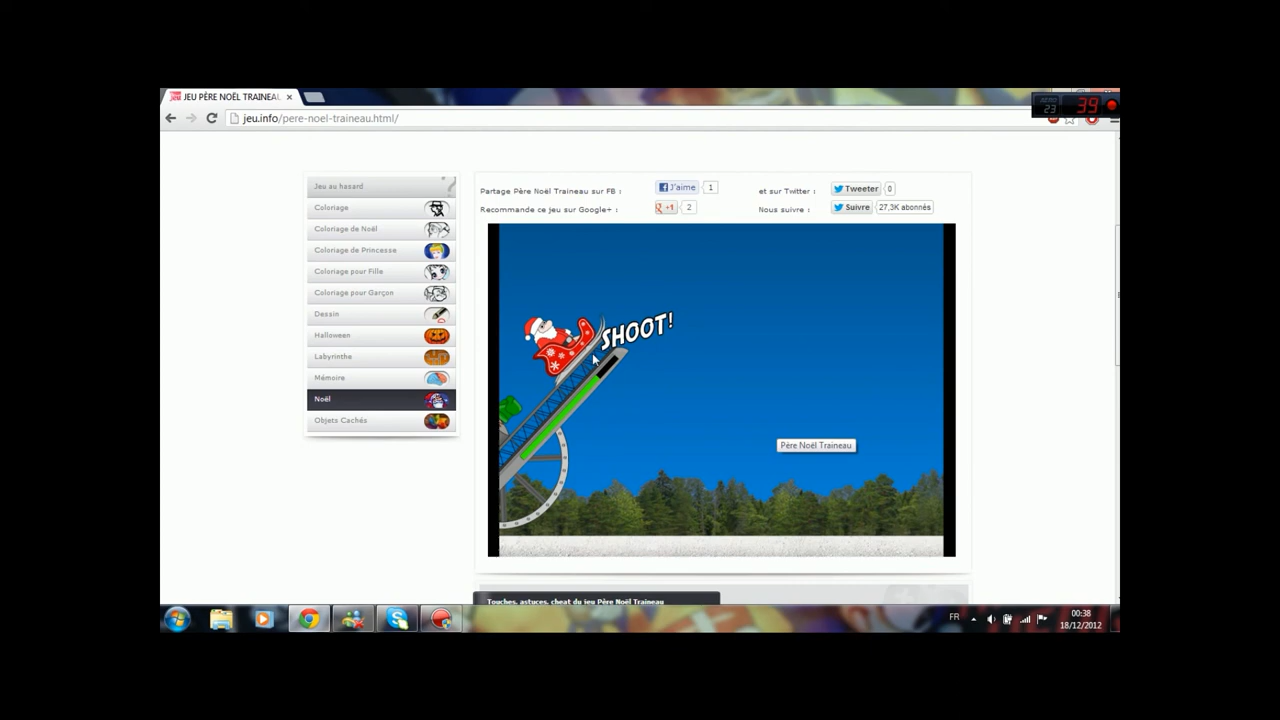 JEU PÈRE NOËL TRAINEAU
jeu.info/pere-noel-traineau.html/
23
39
Jeu au hasard
Coloriage
Coloriage de Noël
Coloriage de Princesse
Coloriage pour Fille
Coloriage pour Garçon
Dessin
Halloween
Labyrinthe
Mémoire
Noël
Objets Cachés
Partage Père Noël Traineau sur FB :
J'aime 1
et sur Twitter :
Tweeter 0
Recommande ce jeu sur Google+ :
+1 2
Nous suivre :
Suivre 27,3K abonnés
SHOOT!
Père Noël Traineau
Touches, astuces, cheat du jeu Père Noël Traineau
FR
00:38
18/12/2012